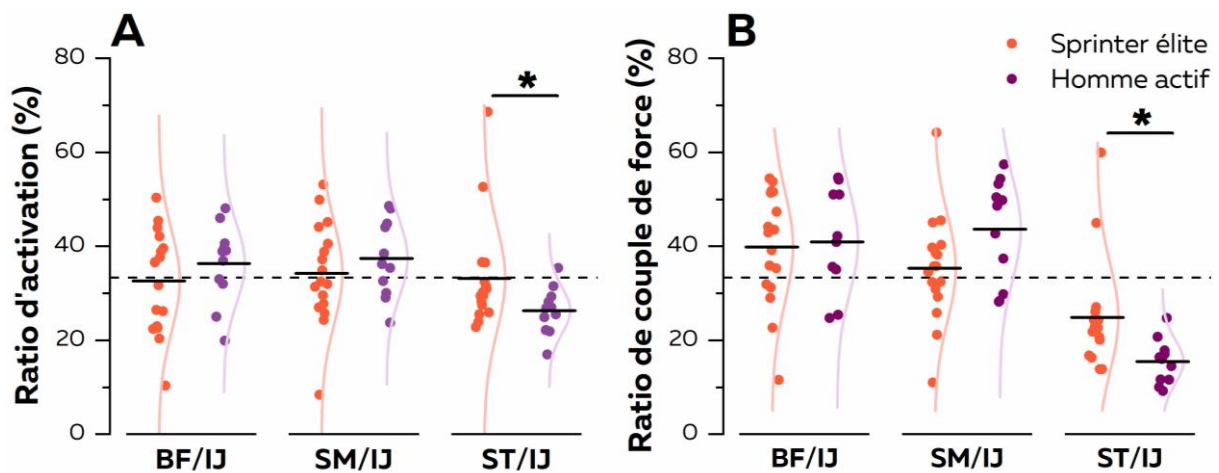 A
Ratio d'activation (%)
80
60
40
20
0
*
BF/IJ
SM/IJ
ST/IJ
B
Ratio de couple de force (%)
80
60
40
20
0
Sprinter élite
Homme actif
*
BF/IJ
SM/IJ
ST/IJ